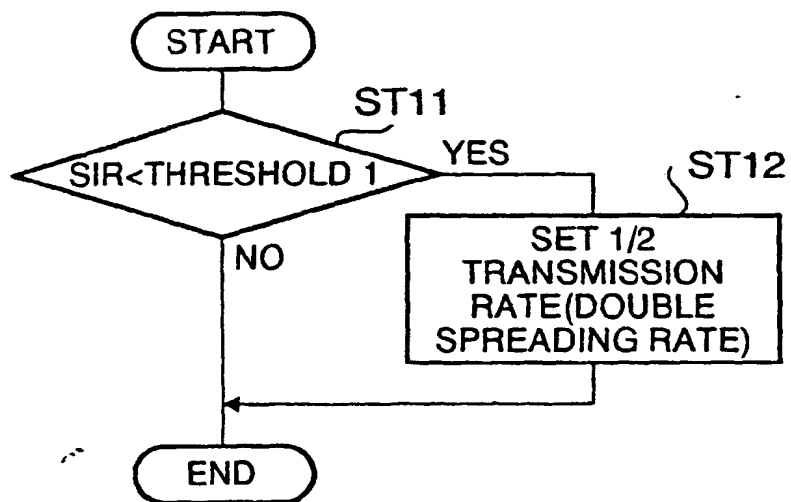 START
ST11
SIR<THRESHOLD 1
YES
ST12
SET 1/2
TRANSMISSION
RATE(DOUBLE
SPREADING RATE)
NO
END